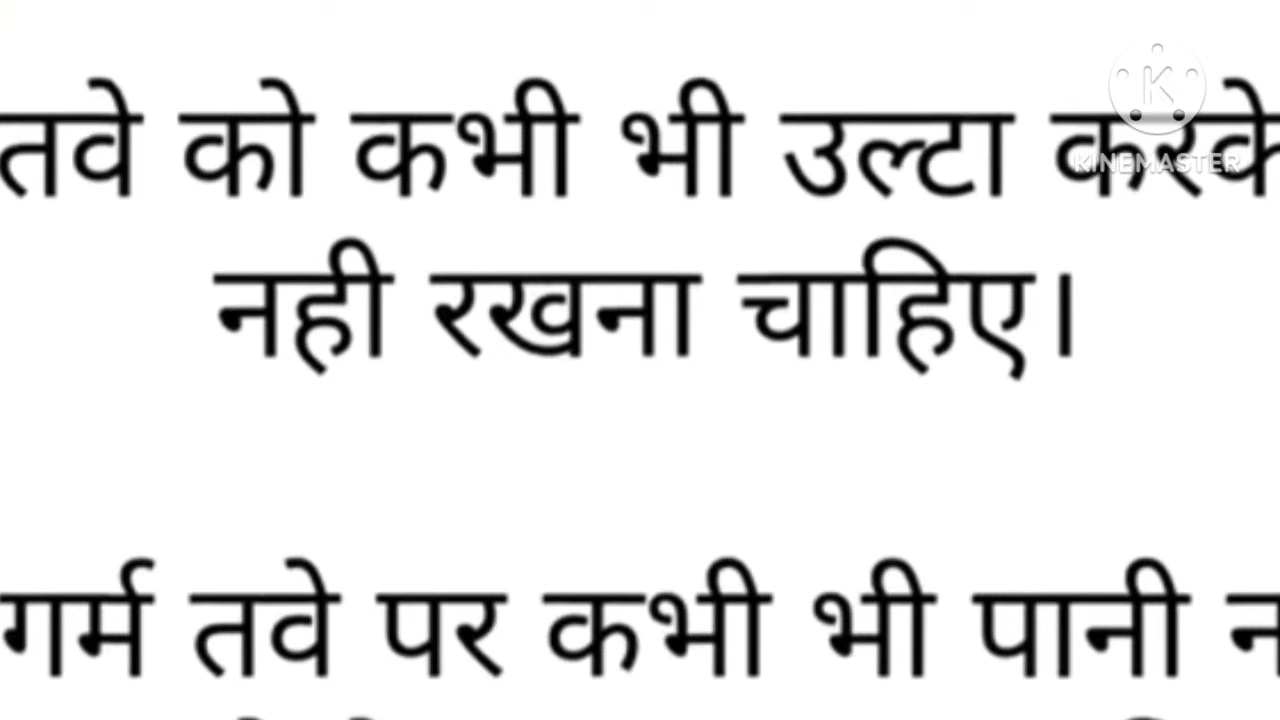 तवे को कभी भी उल्टा करके
KINEMASTER
नही रखना चाहिए।
गर्म तवे पर कभी भी पानी